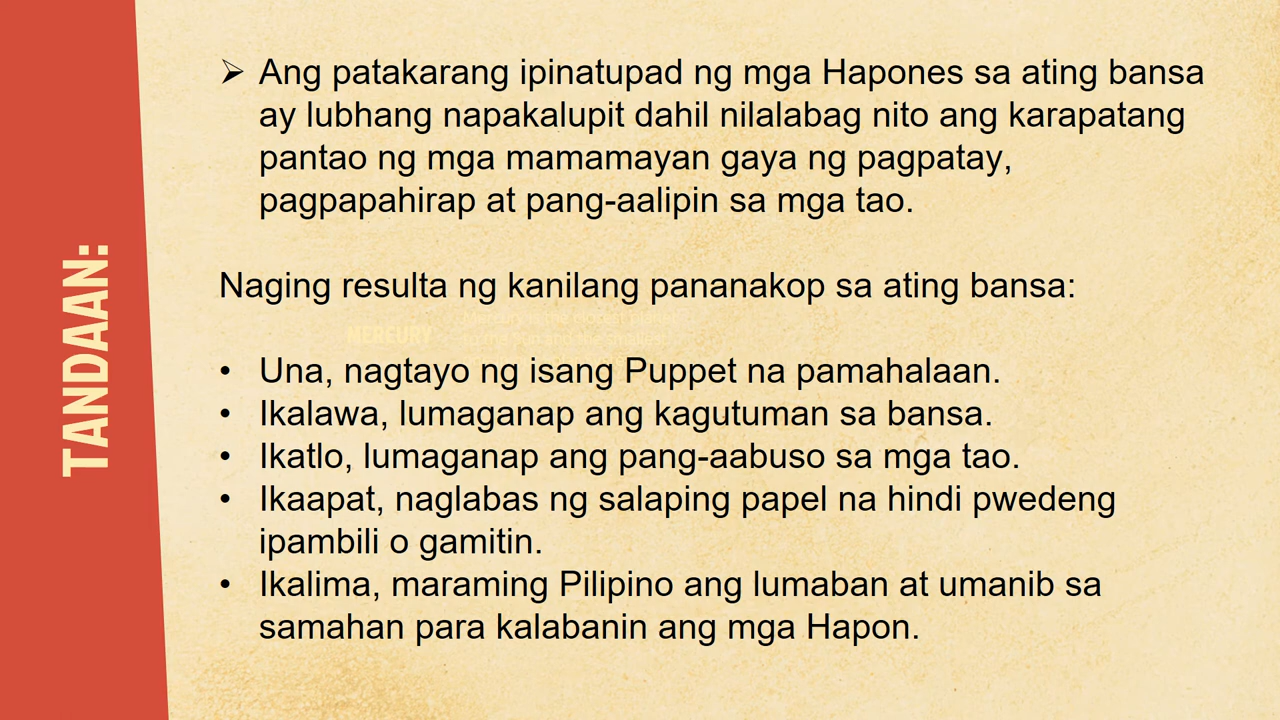 TANDAAN:
➢ Ang patakarang ipinatupad ng mga Hapones sa ating bansa
ay lubhang napakalupit dahil nilalabag nito ang karapatang
pantao ng mga mamamayan gaya ng pagpatay,
pagpapahirap at pang-aalipin sa mga tao.
Naging resulta ng kanilang pananakop sa ating bansa:
MERCURY
• Una, nagtayo ng isang Puppet na pamahalaan.
• Ikalawa, lumaganap ang kagutuman sa bansa.
• Ikatlo, lumaganap ang pang-aabuso sa mga tao.
• Ikaapat, naglabas ng salaping papel na hindi pwedeng
ipambili o gamitin.
• Ikalima, maraming Pilipino ang lumaban at umanib sa
samahan para kalabanin ang mga Hapon.